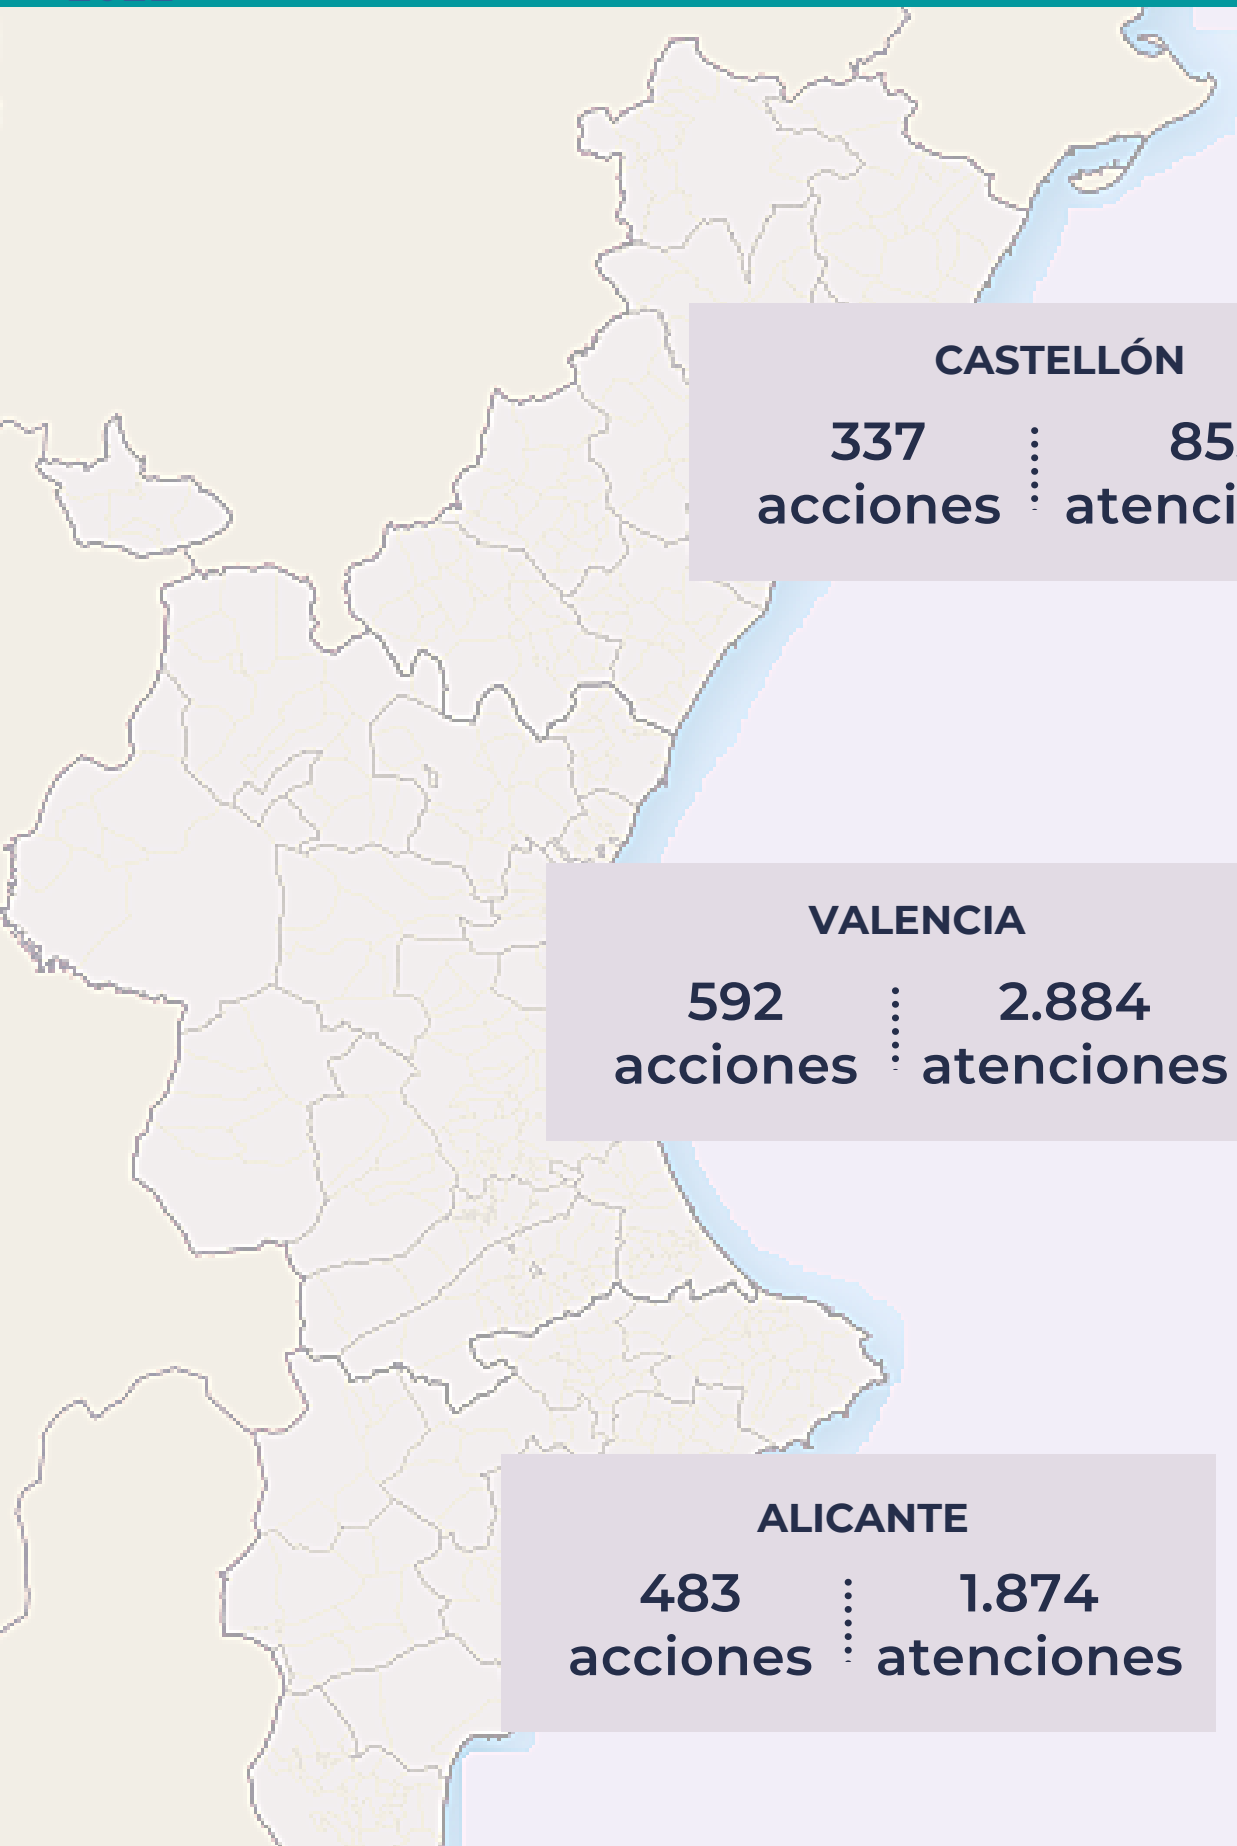 CASTELLÓN
337
acciones
VALENCIA
592 2.884
acciones atenciones
ALICANTE
483 1.874
acciones atenciones